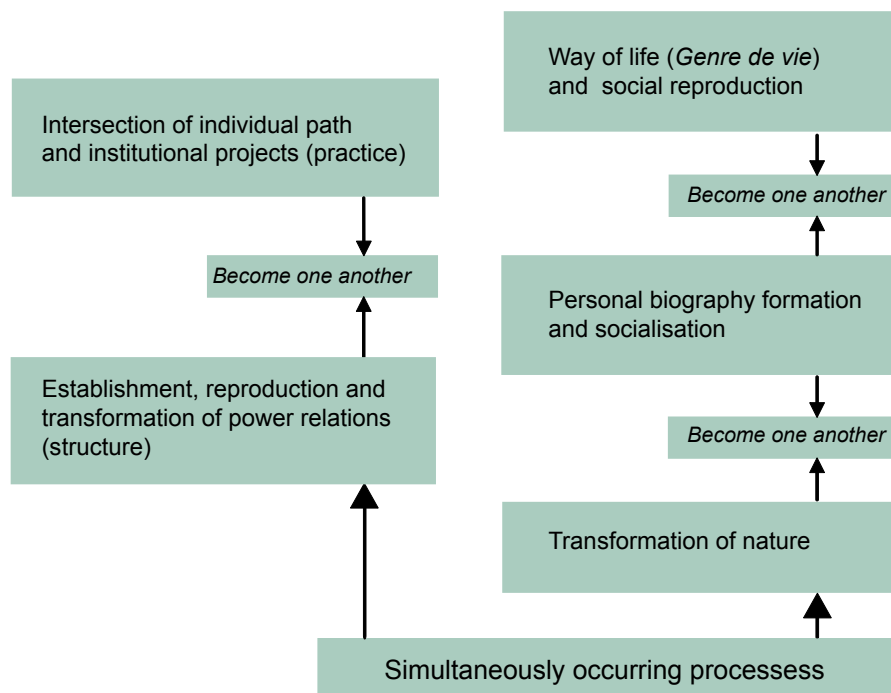 Way of life (Genre de vie)
and social reproduction
Intersection of individual path
and institutional projects (practice)
Become one another
Become one another
Personal biography formation
and socialisation
Establishment, reproduction and
transformation of power relations
(structure)
Become one another
Transformation of nature
Simultaneously occurring processess